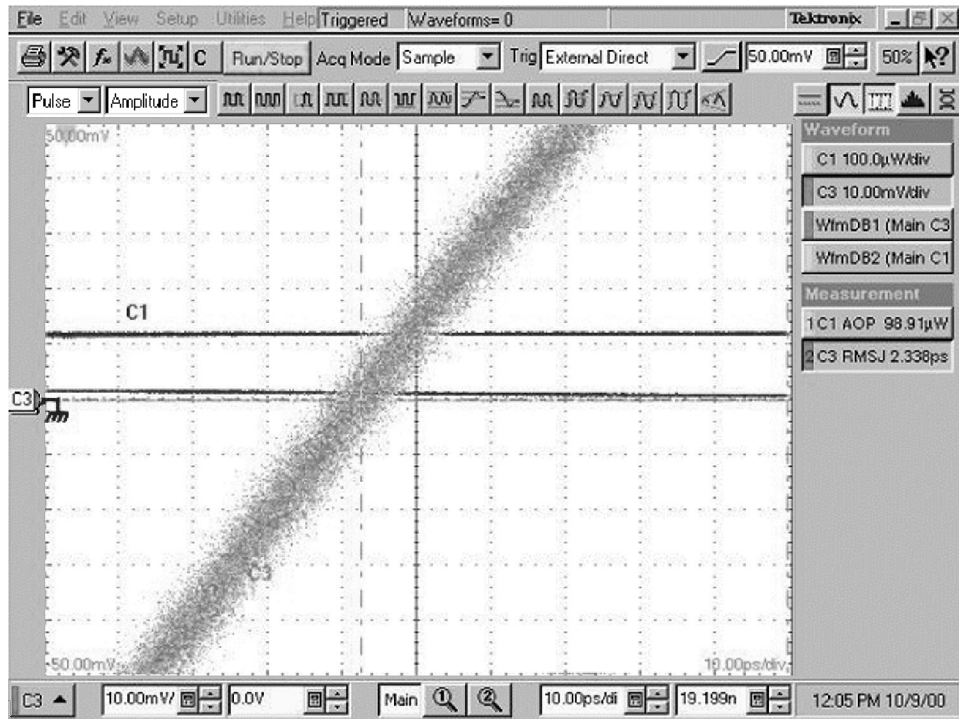 File Edit View Setup Utilities Help Triggered Waveforms= 0 Tektronix
C Run/Stop Acq Mode Sample Trig External Direct 50.00mV 50%
Pulse Amplitude
50.00mV
Waveform
C1 100.0µW/div
C3 10.00mV/div
WfmDB1 (Main C3
WfmDB2 (Main C1
C1
Measurement
1 C1 AOP 98.91µW
2 C3 RMSJ 2.338ps
C3
C3
-50.00mV
10.00ps/div
C3 10.00mV/ 0.0V Main 1 2 10.00ps/di 19.199n 12:05 PM 10/9/00